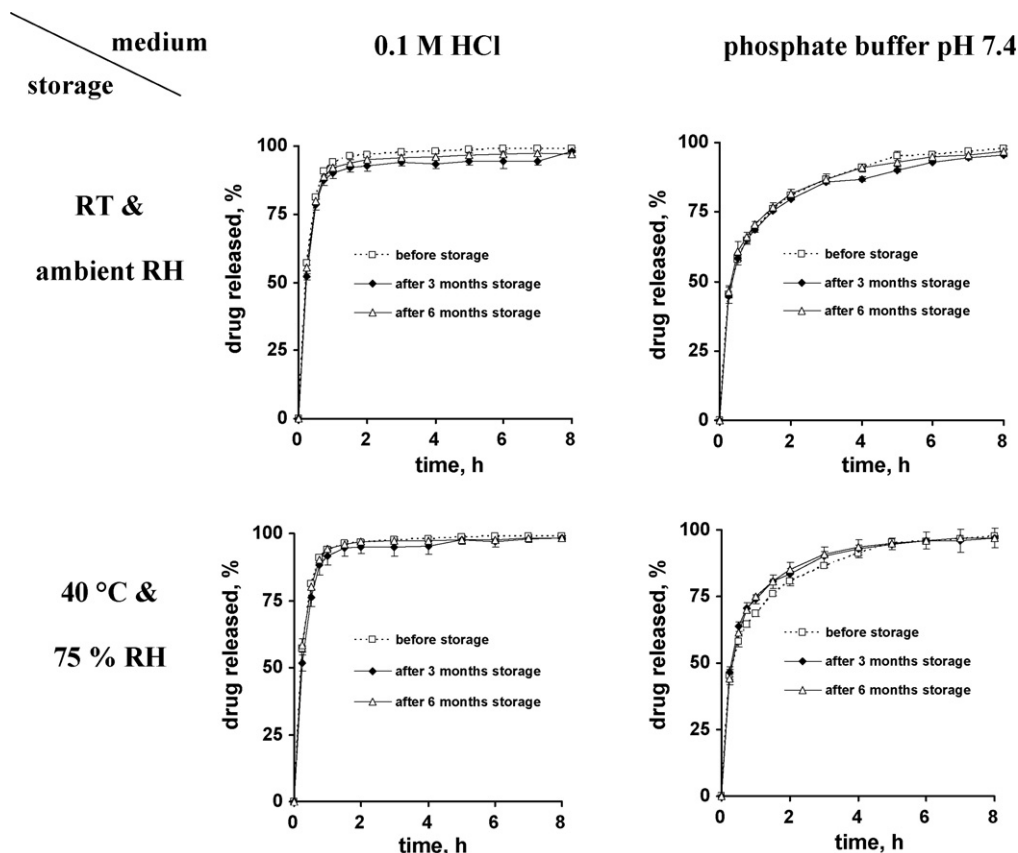 medium
storage
0.1 M HCl
phosphate buffer pH 7.4
RT &
ambient RH
drug released, %
100
75
50
25
0
before storage
after 3 months storage
after 6 months storage
0 2 4 6 8
time, h
drug released, %
100
75
50
25
0
before storage
after 3 months storage
after 6 months storage
0 2 4 6 8
time, h
40 °C &
75 % RH
drug released, %
100
75
50
25
0
before storage
after 3 months storage
after 6 months storage
0 2 4 6 8
time, h
drug released, %
100
75
50
25
0
before storage
after 3 months storage
after 6 months storage
0 2 4 6 8
time, h